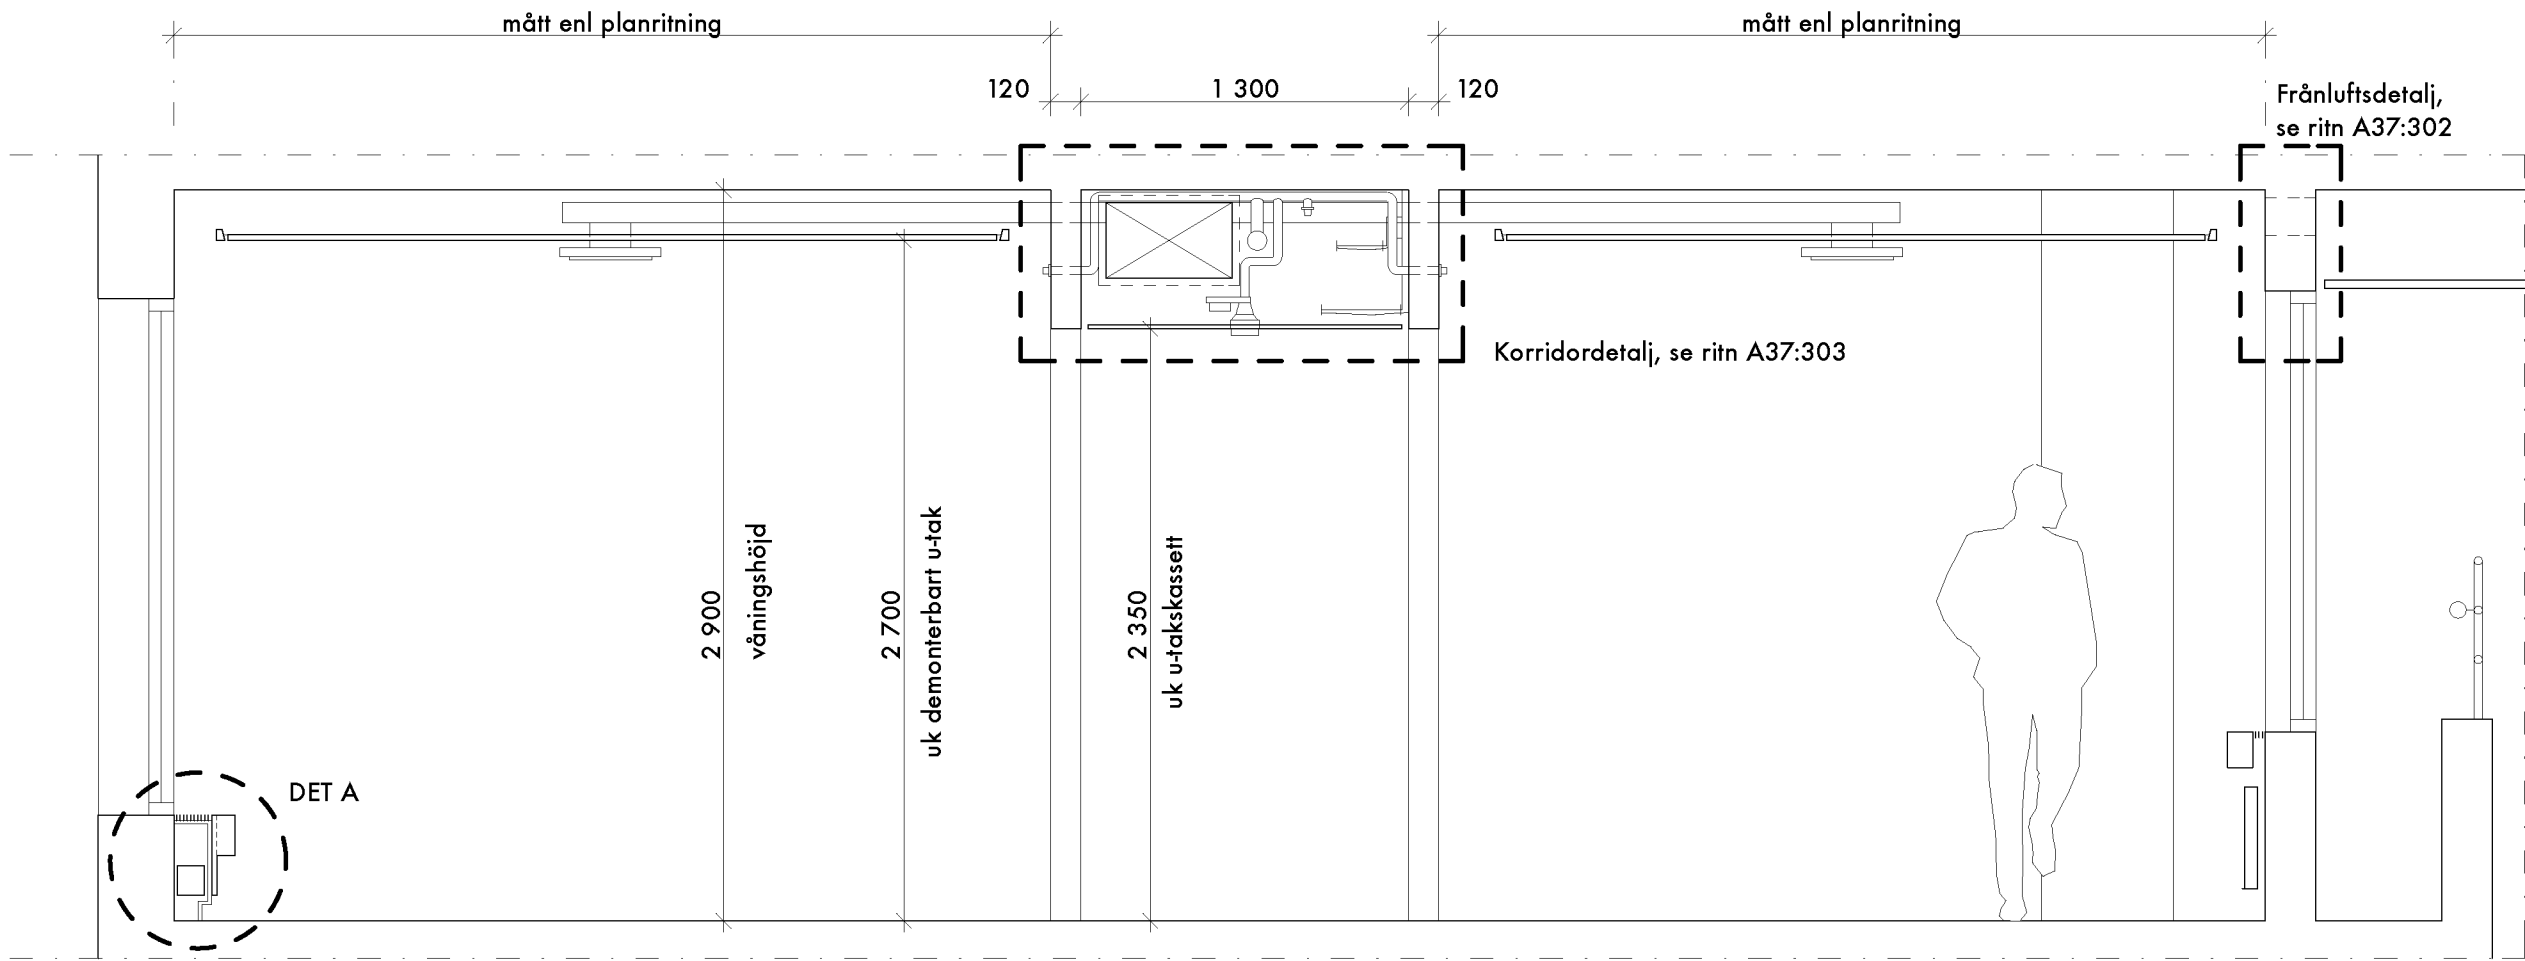 mått enl planritning
mått enl planritning
120
1 300
120
Frånluftsdetalj,
se ritn A37:302
Korridordetalj, se ritn A37:303
2 900
våningshöjd
2 700
uk demonterbart u-tak
2 350
uk u-takskassett
DET A